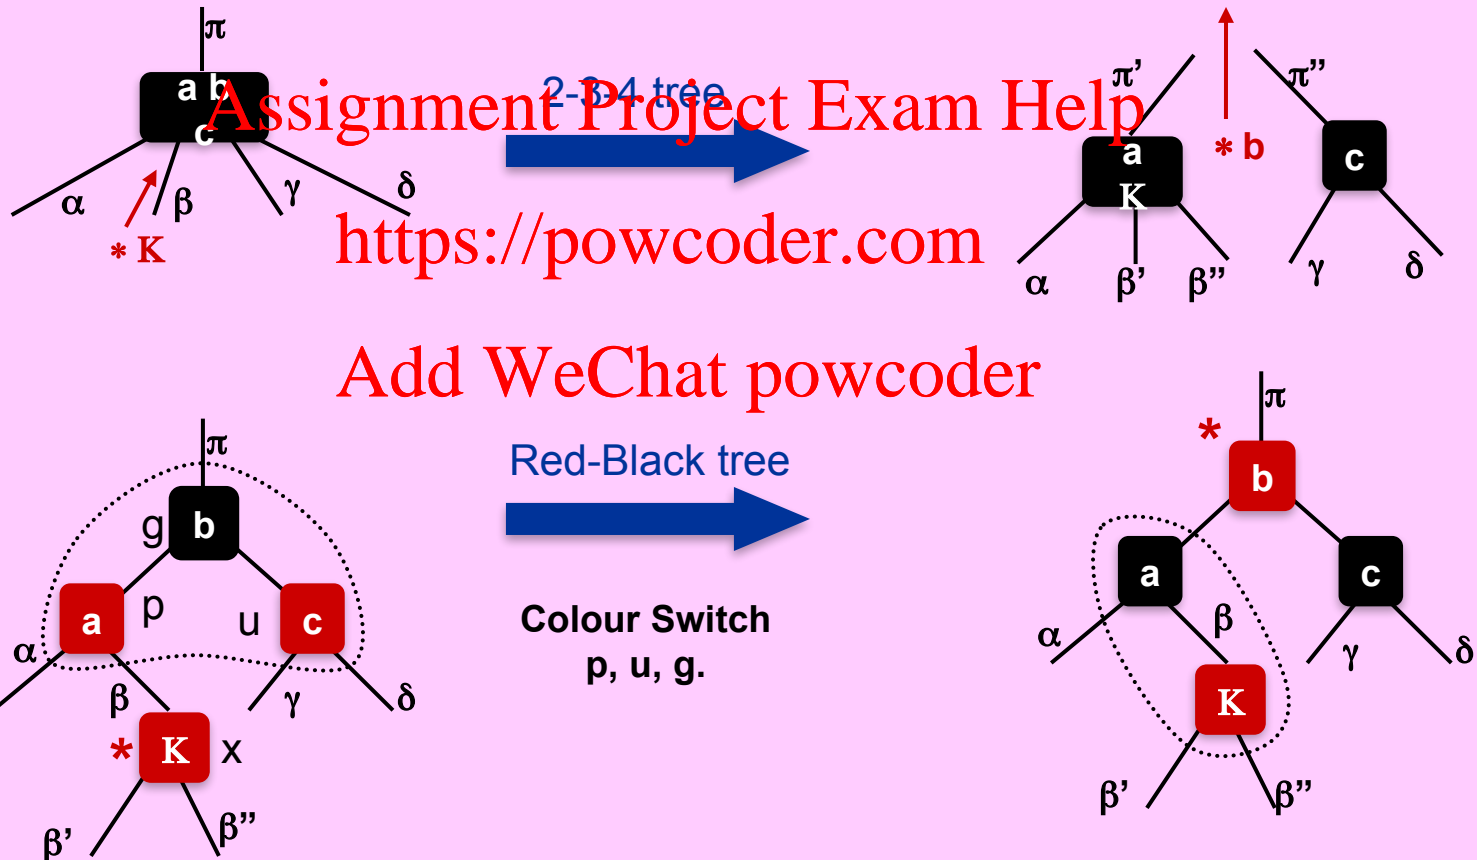 π
a b
c
α
β
γ
δ
* K
2-3-4 tree
π’
π”
a
K
* b
c
α
β’
β”
γ
δ
Assignment Project Exam Help
https://powcoder.com
Add WeChat powcoder
π
g
b
a
p
u
c
α
β
γ
δ
*
K
x
β’
β”
Red-Black tree
Colour Switch
p, u, g.
π
*
b
a
c
α
β
γ
δ
K
β’
β”